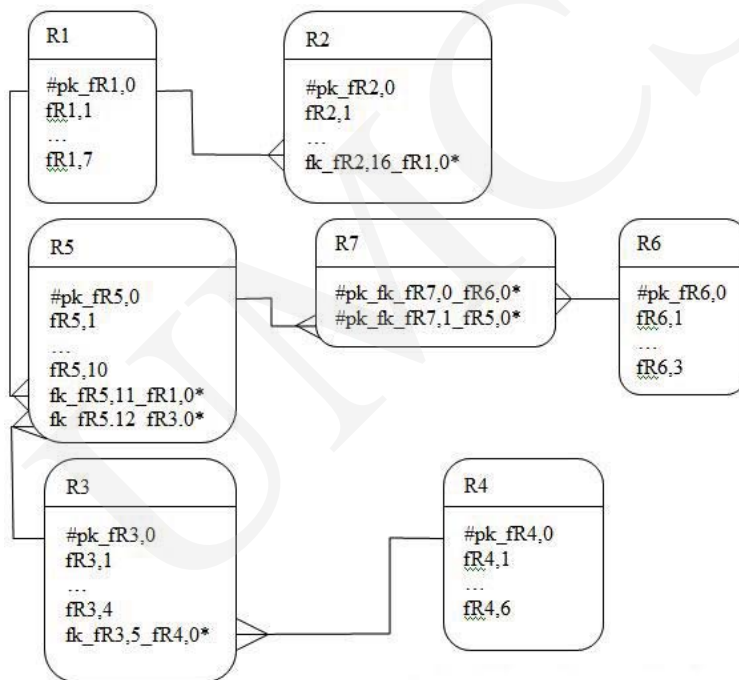 R1
#pk_fR1,0
fR1,1
...
fR1,7
R2
#pk_fR2,0
fR2,1
...
fk_fR2,16_fR1,0*
R5
#pk_fR5,0
fR5,1
...
fR5,10
fk_fR5,11_fR1,0*
fk_fR5.12_fR3.0*
R7
#pk_fk_fR7,0_fR6,0*
#pk_fk_fR7,1_fR5,0*
R6
#pk_fR6,0
fR6,1
...
fR6,3
R3
#pk_fR3,0
fR3,1
...
fR3,4
fk_fR3,5_fR4,0*
R4
#pk_fR4,0
fR4,1
...
fR4,6
UMCS